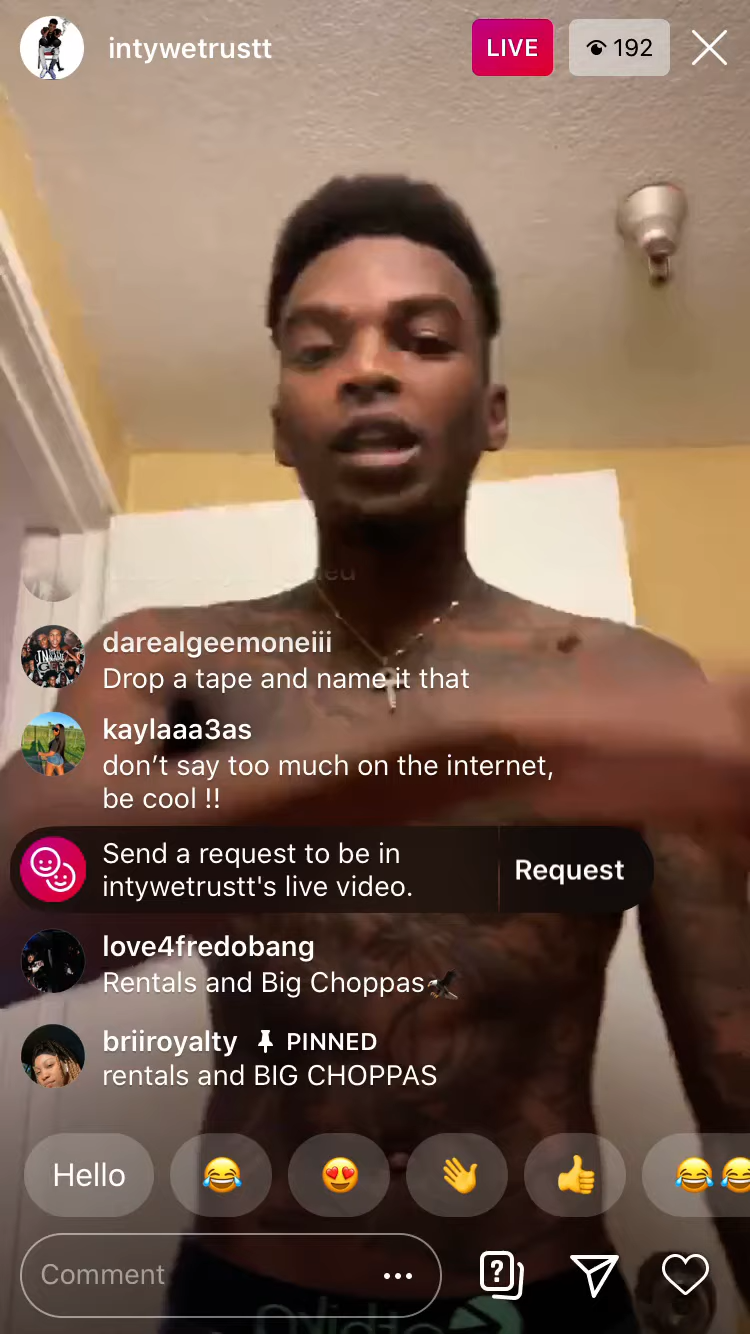 intywetrustt LIVE 192
darealgeemoneiii
Drop a tape and name it that
kaylaaa3as
don't say too much on the internet,
be cool !!
Send a request to be in
intywetrustt's live video.
Request
love4fredobang
Rentals and Big Choppas
briiroyalty PINNED
rentals and BIG CHOPPAS
Hello
Comment